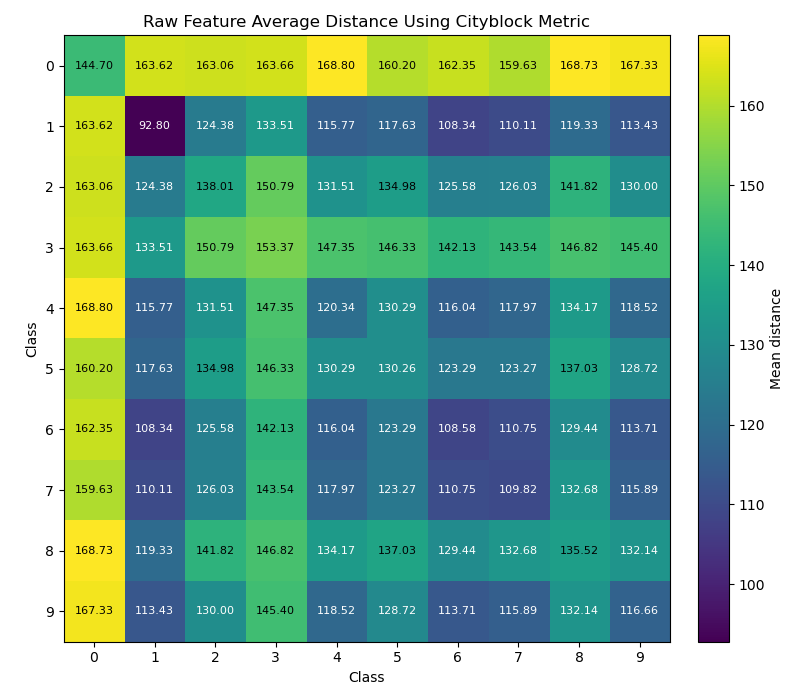 Raw Feature Average Distance Using Cityblock Metric
0 144.70 163.62 163.06 163.66 168.80 160.20 162.35 159.63 168.73 167.33
1 163.62 92.80 124.38 133.51 115.77 117.63 108.34 110.11 119.33 113.43
2 163.06 124.38 138.01 150.79 131.51 134.98 125.58 126.03 141.82 130.00
3 163.66 133.51 150.79 153.37 147.35 146.33 142.13 143.54 146.82 145.40
4 168.80 115.77 131.51 147.35 120.34 130.29 116.04 117.97 134.17 118.52
5 160.20 117.63 134.98 146.33 130.29 130.26 123.29 123.27 137.03 128.72
6 162.35 108.34 125.58 142.13 116.04 123.29 108.58 110.75 129.44 113.71
7 159.63 110.11 126.03 143.54 117.97 123.27 110.75 109.82 132.68 115.89
8 168.73 119.33 141.82 146.82 134.17 137.03 129.44 132.68 135.52 132.14
9 167.33 113.43 130.00 145.40 118.52 128.72 113.71 115.89 132.14 116.66
0 1 2 3 4 5 6 7 8 9
Class
Class
160
150
140
130
120
110
100
Mean distance